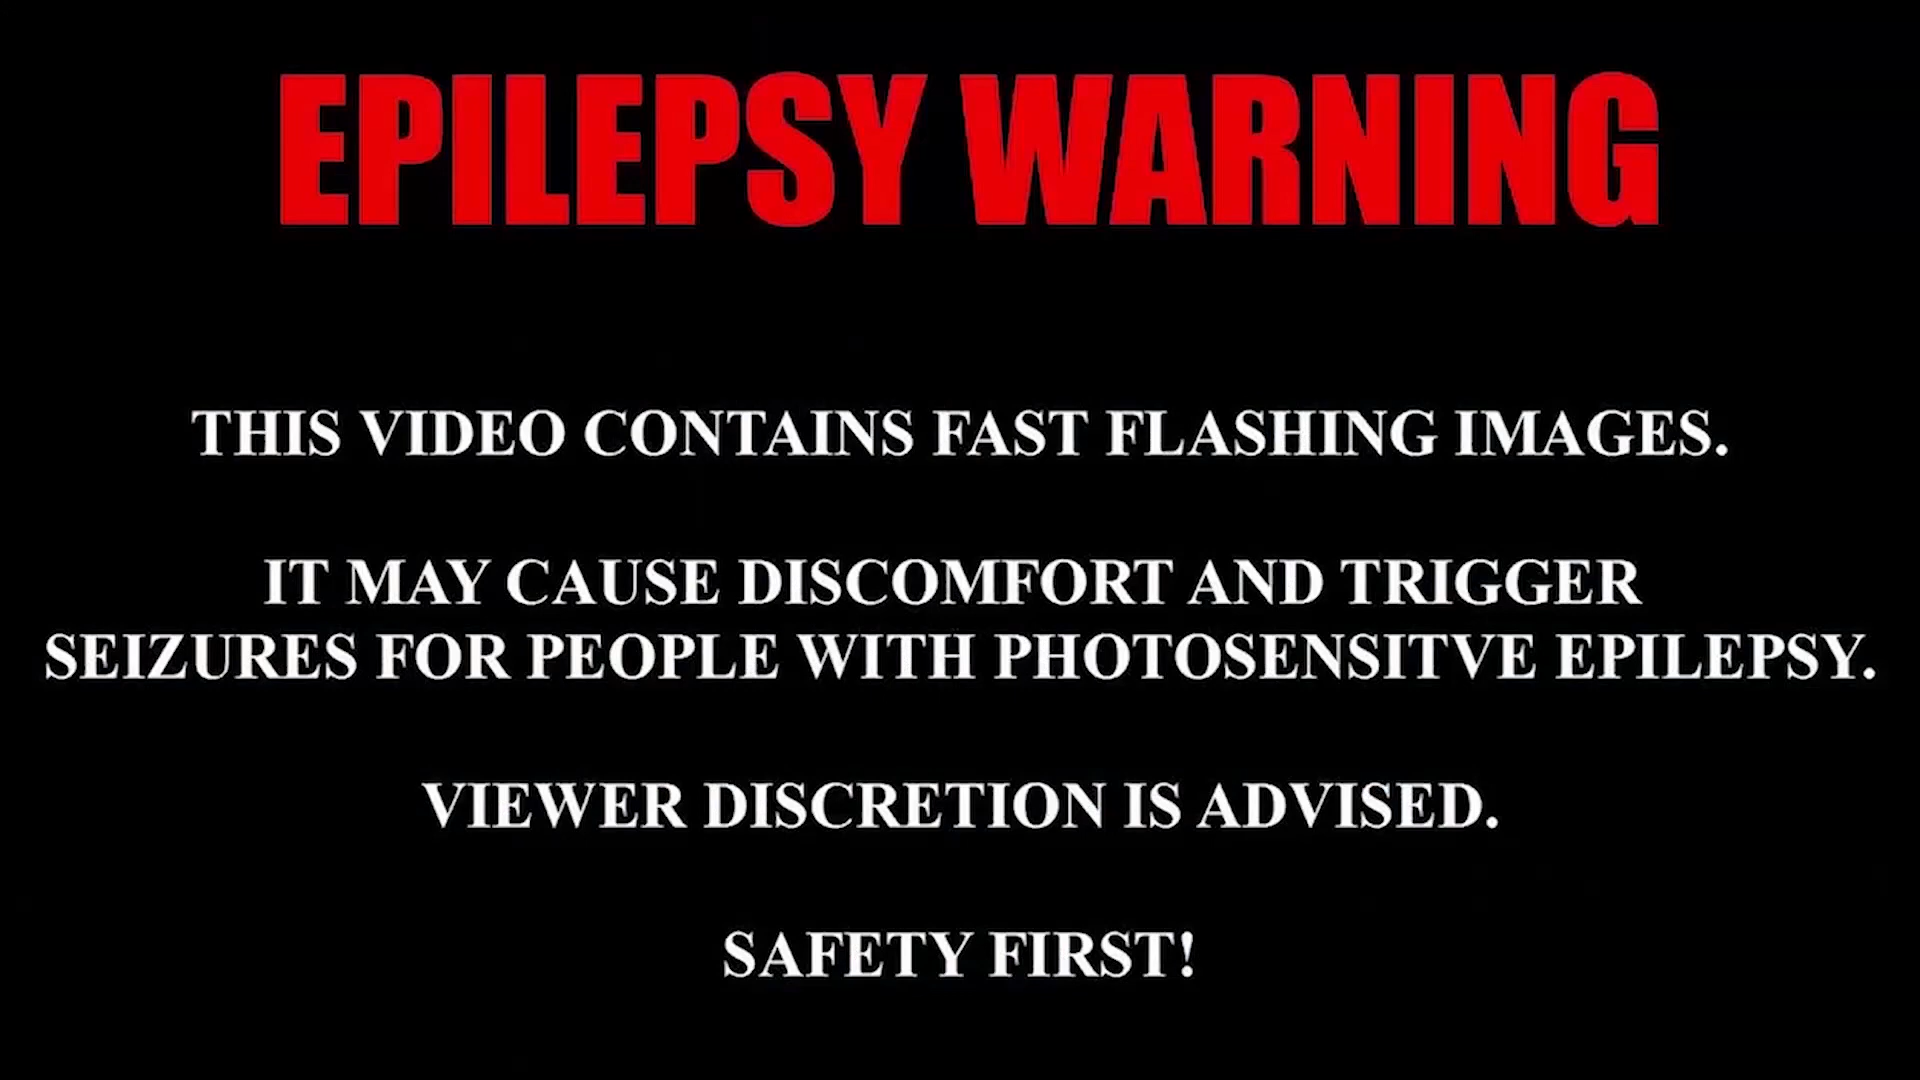 EPILEPSY WARNING
THIS VIDEO CONTAINS FAST FLASHING IMAGES.
IT MAY CAUSE DISCOMFORT AND TRIGGER
SEIZURES FOR PEOPLE WITH PHOTOSENSITVE EPILEPSY.
VIEWER DISCRETION IS ADVISED.
SAFETY FIRST!